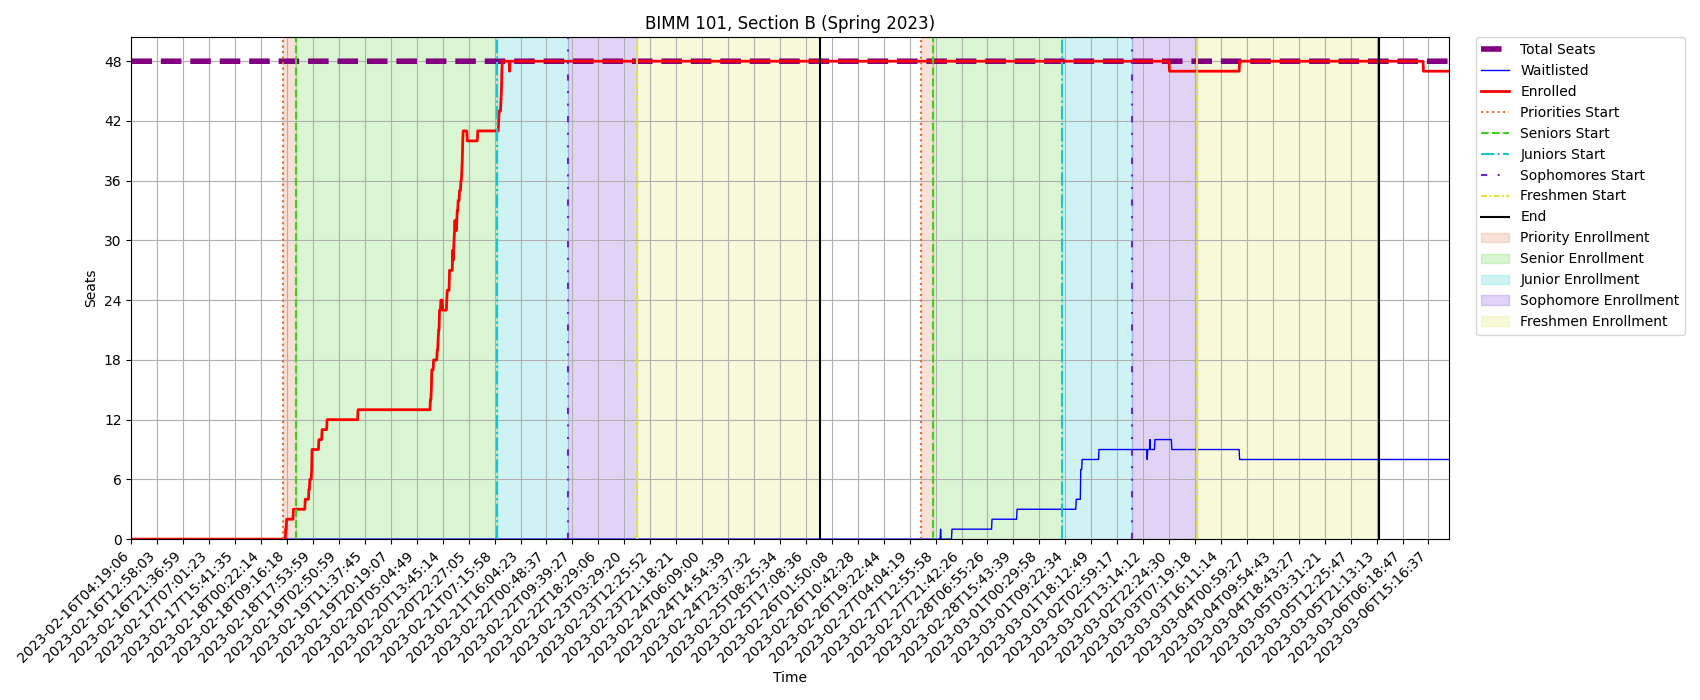 BIMM 101, Section B (Spring 2023)
Seats
48
42
36
30
24
18
12
6
0
2023-02-16T04:19:06
2023-02-16T12:58:03
2023-02-16T21:36:59
2023-02-17T07:01:23
2023-02-17T15:41:35
2023-02-18T00:22:14
2023-02-18T09:16:18
2023-02-18T17:53:59
2023-02-19T02:50:59
2023-02-19T11:37:45
2023-02-19T20:19:07
2023-02-20T05:04:49
2023-02-20T13:45:14
2023-02-20T22:27:05
2023-02-21T07:15:58
2023-02-21T16:04:23
2023-02-22T00:48:37
2023-02-22T09:39:27
2023-02-22T18:29:06
2023-02-23T03:29:20
2023-02-23T12:25:52
2023-02-23T21:18:21
2023-02-24T06:09:00
2023-02-24T14:54:39
2023-02-24T23:37:32
2023-02-25T08:25:34
2023-02-25T17:08:36
2023-02-26T01:50:08
2023-02-26T10:42:28
2023-02-26T19:22:44
2023-02-27T04:04:19
2023-02-27T12:55:58
2023-02-27T21:42:26
2023-02-28T06:55:26
2023-02-28T15:43:39
2023-03-01T00:29:58
2023-03-01T09:22:34
2023-03-01T18:12:49
2023-03-02T02:59:17
2023-03-02T13:14:12
2023-03-02T22:24:30
2023-03-03T07:19:18
2023-03-03T16:11:14
2023-03-04T00:59:27
2023-03-04T09:54:43
2023-03-04T18:43:27
2023-03-05T03:31:21
2023-03-05T12:25:47
2023-03-05T21:13:13
2023-03-06T06:18:47
2023-03-06T15:16:37
Time
Total Seats
Waitlisted
Enrolled
Priorities Start
Seniors Start
Juniors Start
Sophomores Start
Freshmen Start
End
Priority Enrollment
Senior Enrollment
Junior Enrollment
Sophomore Enrollment
Freshmen Enrollment